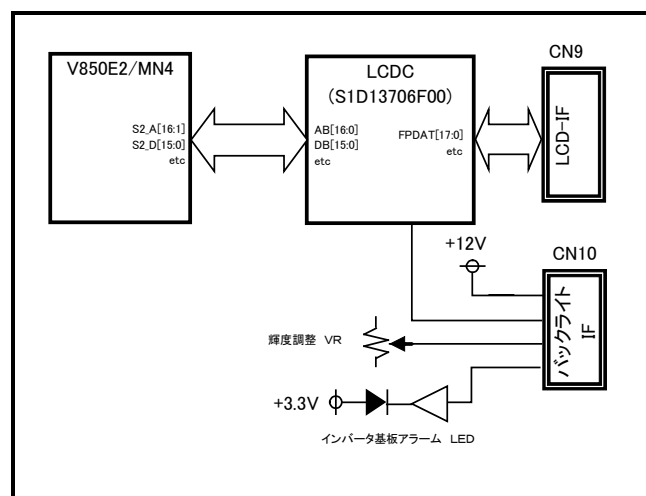 V850E2/MN4
S2_A[16:1]
S2_D[15:0]
etc
LCDC
(S1D13706F00)
AB[16:0]
DB[15:0]
etc
FPDAT[17:0]
etc
CN9
LCD-IF
+12V
CN10
バックライト
IF
輝度調整 VR
+3.3V
インバータ基板アラーム LED